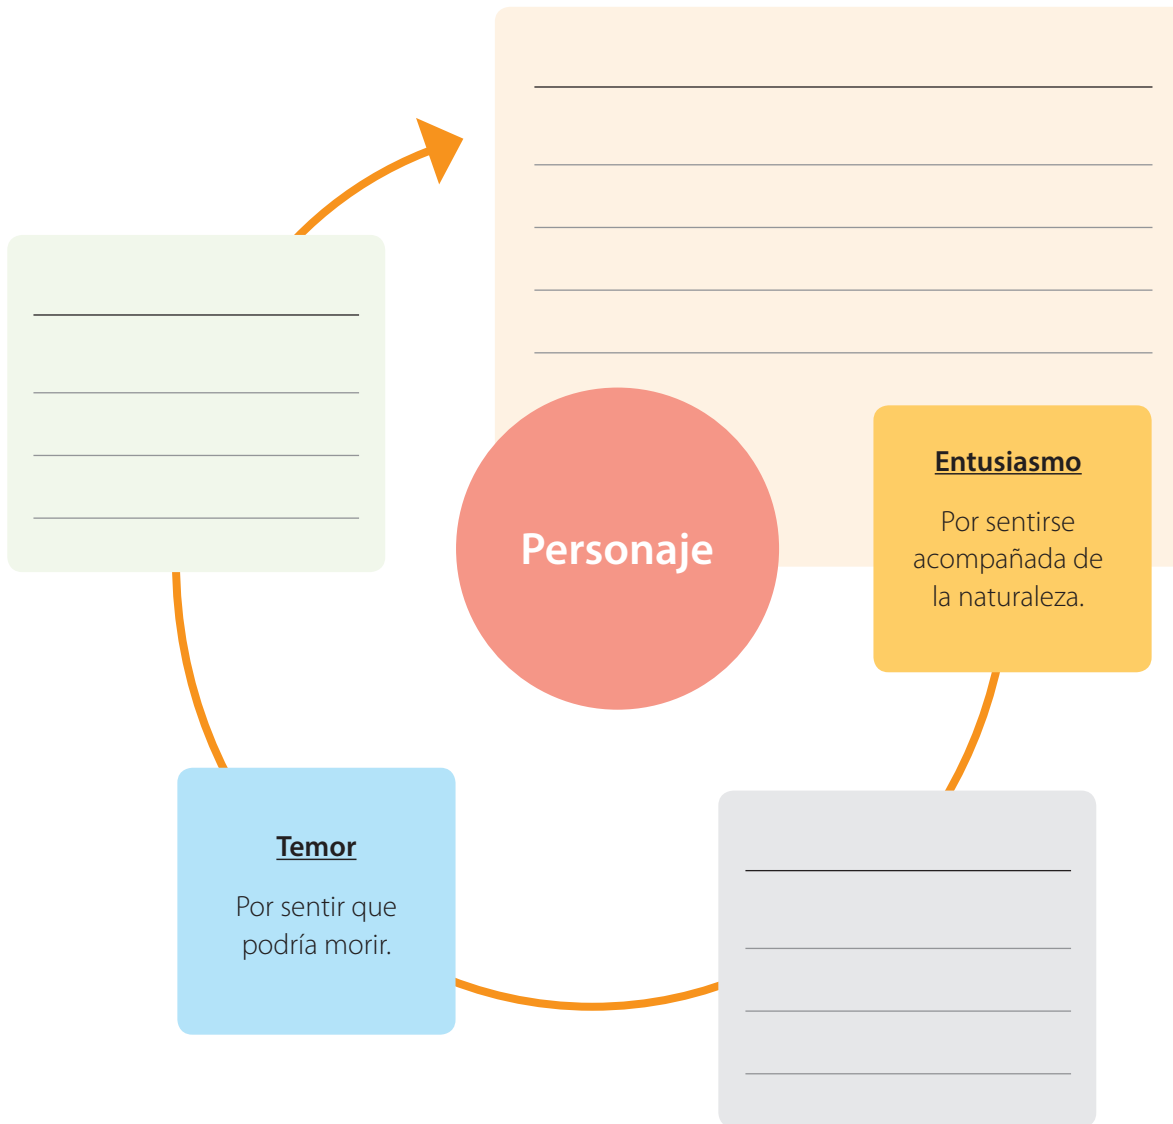 Entusiasmo
Por sentirse
acompañada de
la naturaleza.
Personaje
Temor
Por sentir que
podría morir.